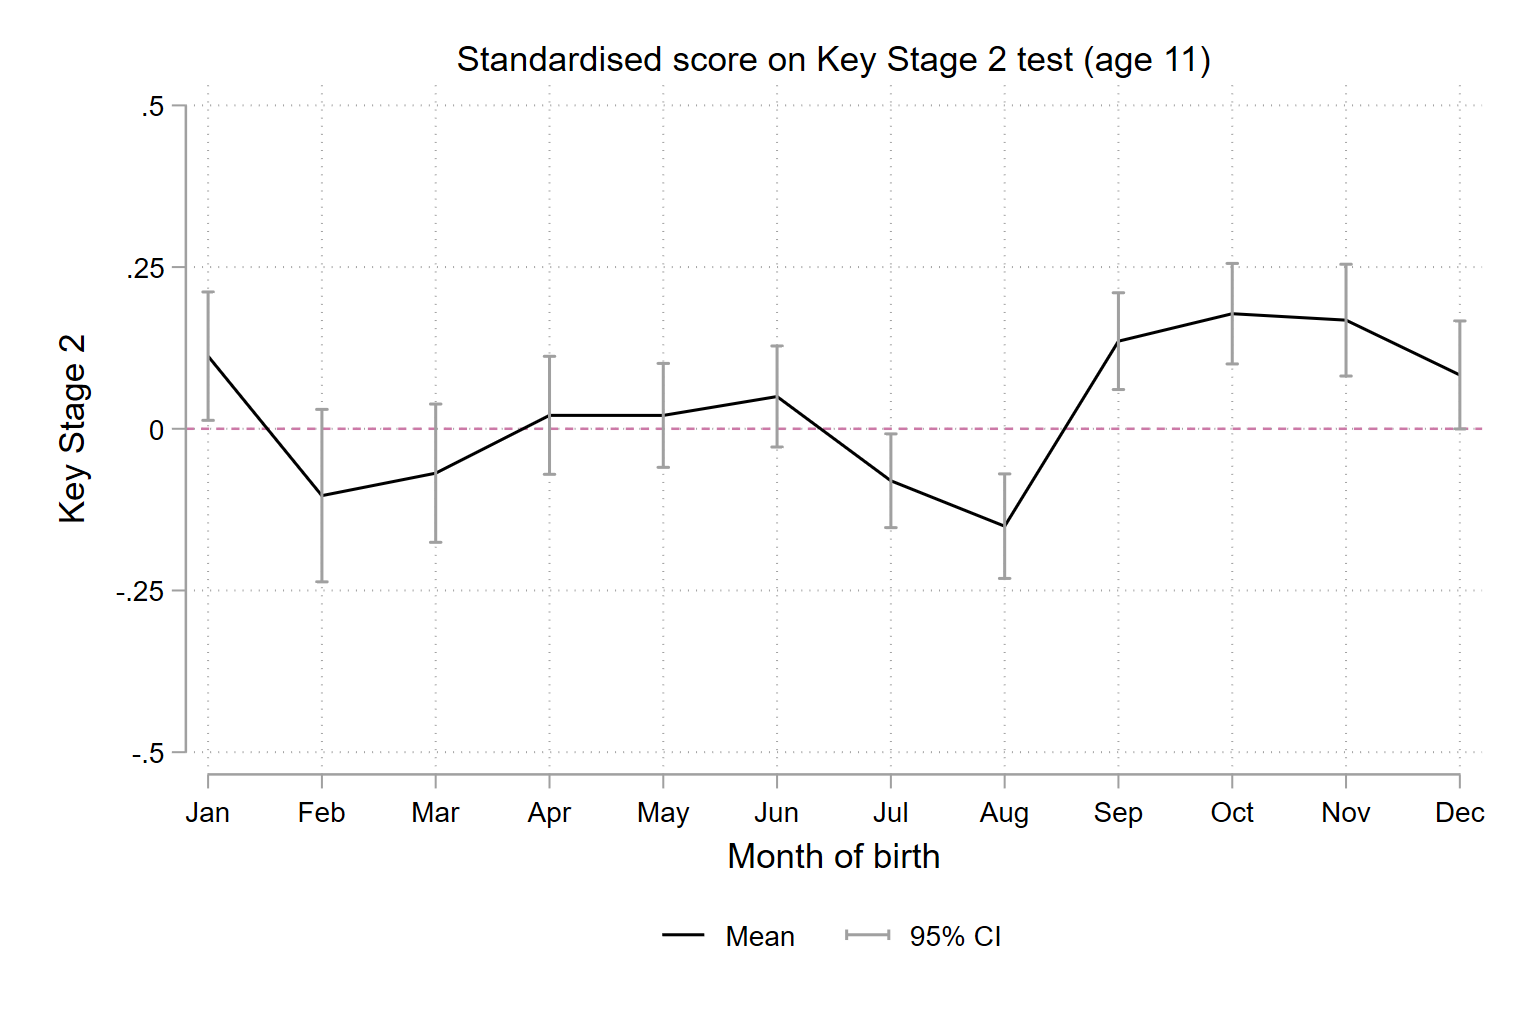 Standardised score on Key Stage 2 test (age 11)
.5
.25
0
-.25
-.5
Key Stage 2
Jan Feb Mar Apr May Jun Jul Aug Sep Oct Nov Dec
Month of birth
Mean 95% CI